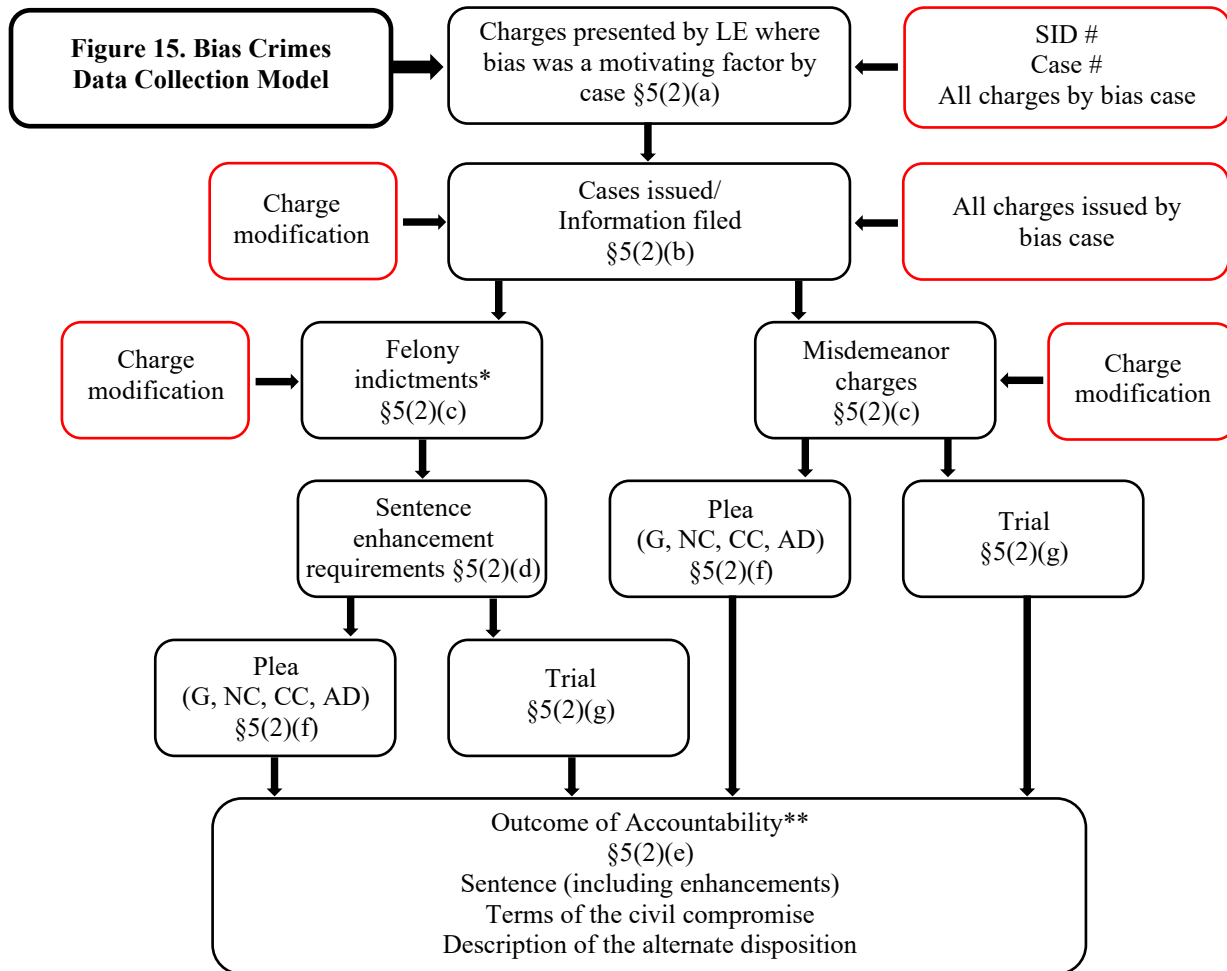 Figure 15. Bias Crimes
Data Collection Model
Charges presented by LE where
bias was a motivating factor by
case §5(2)(a)
SID #
Case #
All charges by bias case
Charge
modification
Cases issued/
Information filed
§5(2)(b)
All charges issued by
bias case
Charge
modification
Felony
indictments*
§5(2)(c)
Misdemeanor
charges
§5(2)(c)
Charge
modification
Sentence
enhancement
requirements §5(2)(d)
Plea
(G, NC, CC, AD)
§5(2)(f)
Trial
§5(2)(g)
Plea
(G, NC, CC, AD)
§5(2)(f)
Trial
§5(2)(g)
Outcome of Accountability**
§5(2)(e)
Sentence (including enhancements)
Terms of the civil compromise
Description of the alternate disposition